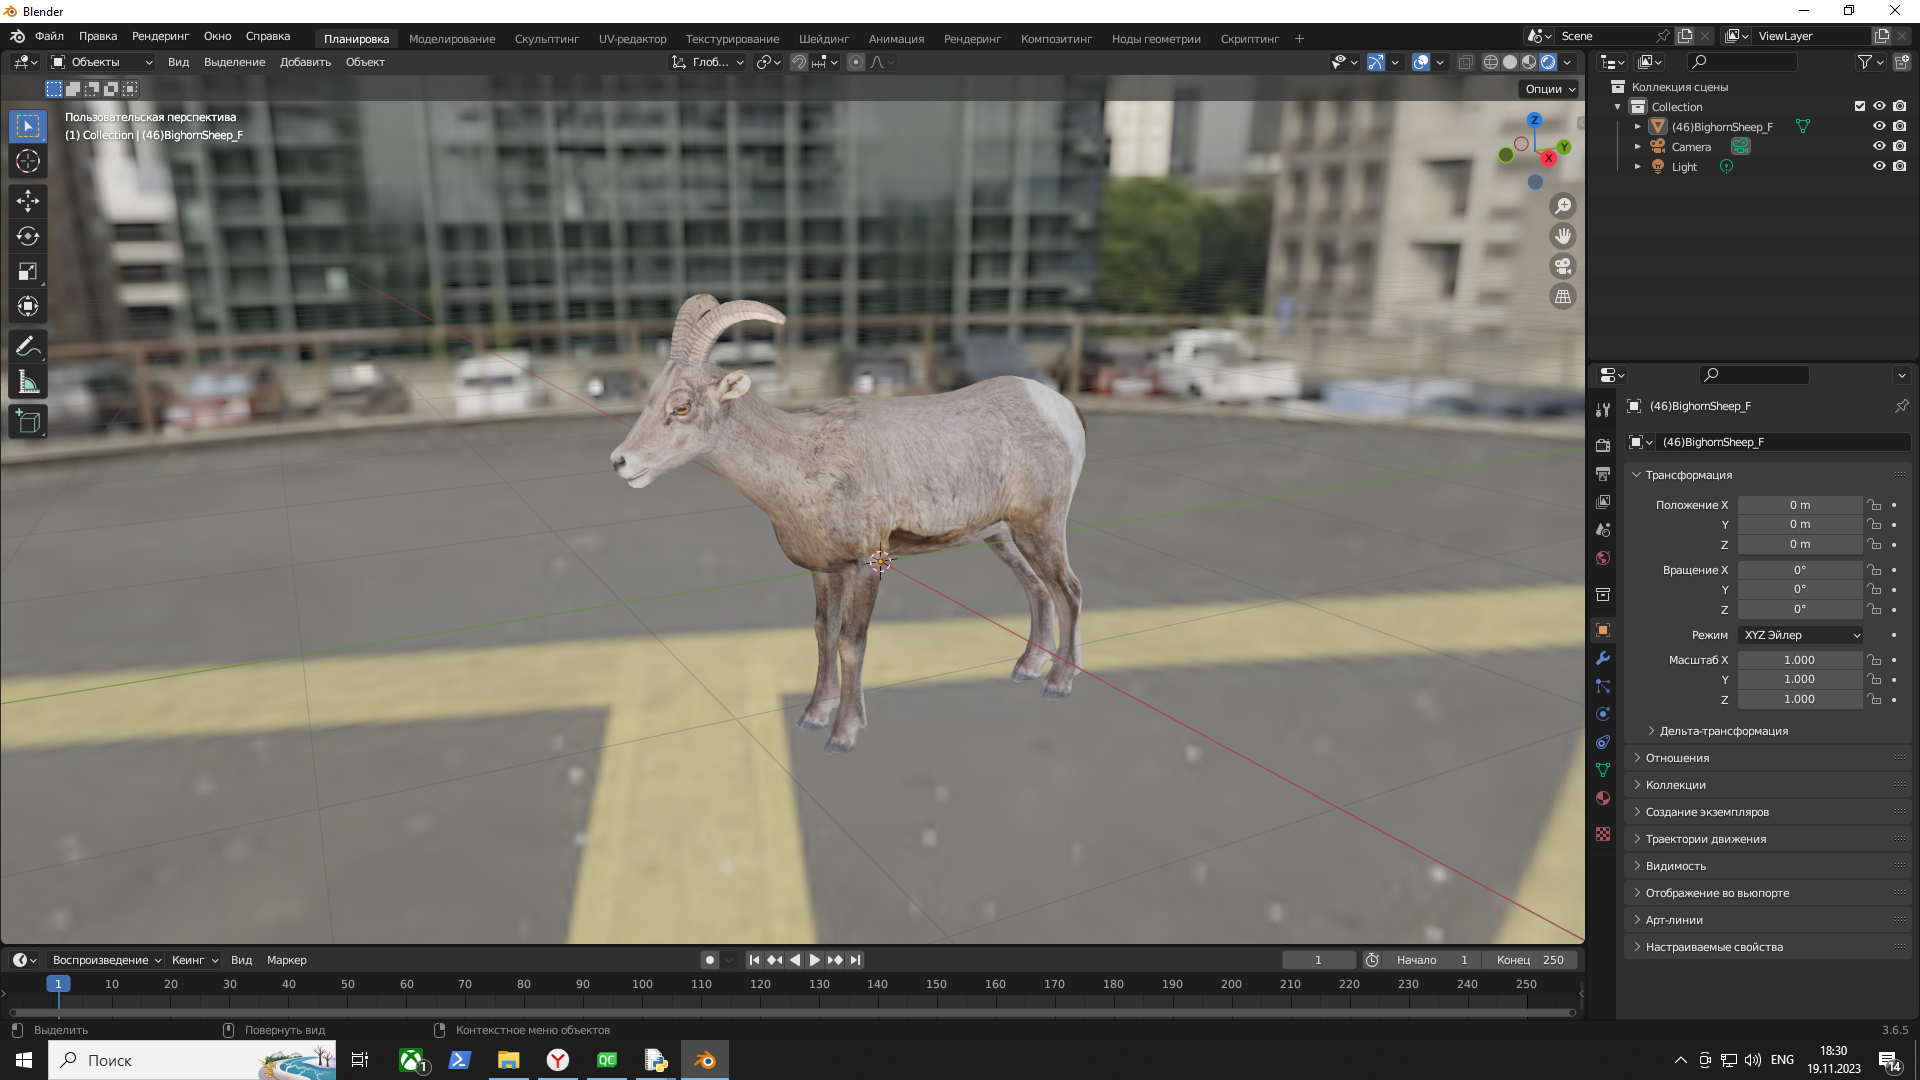 Blender
Файл Правка Рендеринг Окно Справка Планировка Моделирование Скульптинг UV-редактор Текстурирование Шейдинг Анимация Рендеринг Композитинг Ноды геометрии Скриптинг + Scene ViewLayer
Объекты Вид Выделение Добавить Объект Глоб...
Опции
Пользовательская перспектива
(1) Collection | (46)BighornSheep_F
Z
Y
X
Коллекция сцены
Collection
(46)BighornSheep_F
Camera
Light
(46)BighornSheep_F
(46)BighornSheep_F
Трансформация
Положение X 0 m
Y 0 m
Z 0 m
Вращение X 0°
Y 0°
Z 0°
Режим XYZ Эйлер
Масштаб X 1.000
Y 1.000
Z 1.000
Дельта-трансформация
Отношения
Коллекции
Создание экземпляров
Траектории движения
Видимость
Отображение во вьюпорте
Арт-линии
Настраиваемые свойства
Воспроизведение Кеинг Вид Маркер 1 Начало 1 Конец 250
1 10 20 30 40 50 60 70 80 90 100 110 120 130 140 150 160 170 180 190 200 210 220 230 240 250
Выделить Повернуть вид Контекстное меню объектов 3.6.5
Поиск 1 QC ENG 18:30
19.11.2023 14